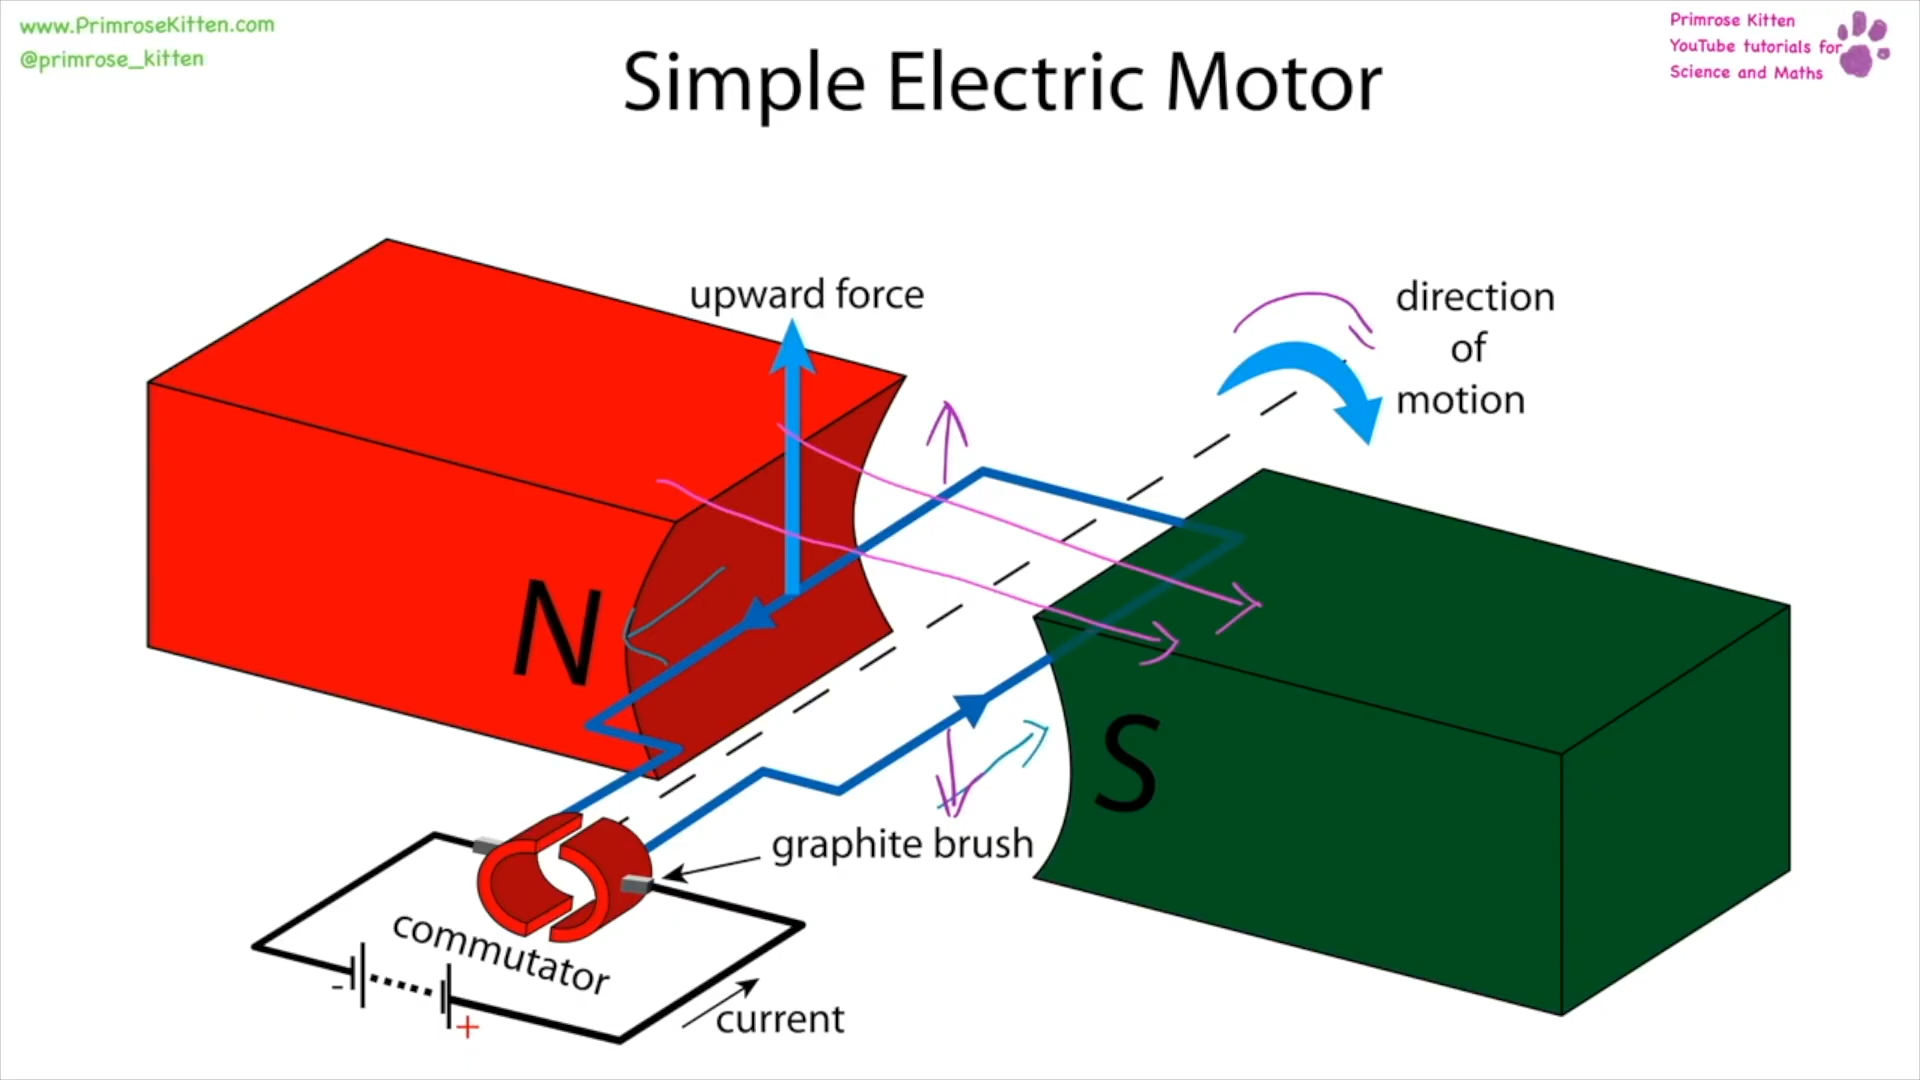 www.PrimroseKitten.com
@primrose_kitten
Primrose Kitten
YouTube tutorials for
Science and Maths
Simple Electric Motor
upward force
direction
of
motion
N
S
graphite brush
commutator
-
+
current